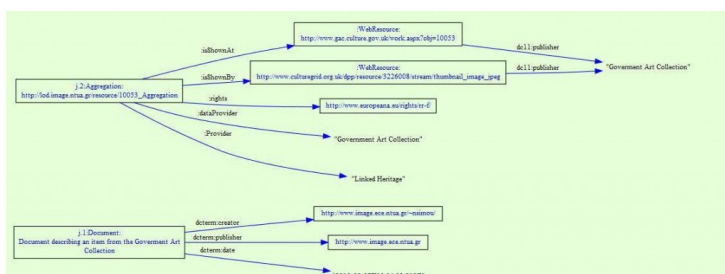 :WebResource:
http://www.gac.culture.gov.uk/work.aspx?obj=10053
:isShownAt
dc11:publisher
:WebResource:
http://www.culturegrid.org.uk/dpp/resource/3226008/stream/thumbnail_image_jpeg
:isShownBy
dc11:publisher
"Goverment Art Collection"
j.2:Aggregation:
http://lod.image.ntua.gr/resource/10053_Aggregation
:rights
http://www.europeana.eu/rights/rr-f/
:dataProvider
"Government Art Collection"
:Provider
"Linked Heritage"
j.1:Document:
Document describing an item from the Goverment Art
Collection
dcterm:creator
http://www.image.ece.ntua.gr/~nsimou/
dcterm:publisher
http://www.image.ece.ntua.gr
dcterm:date